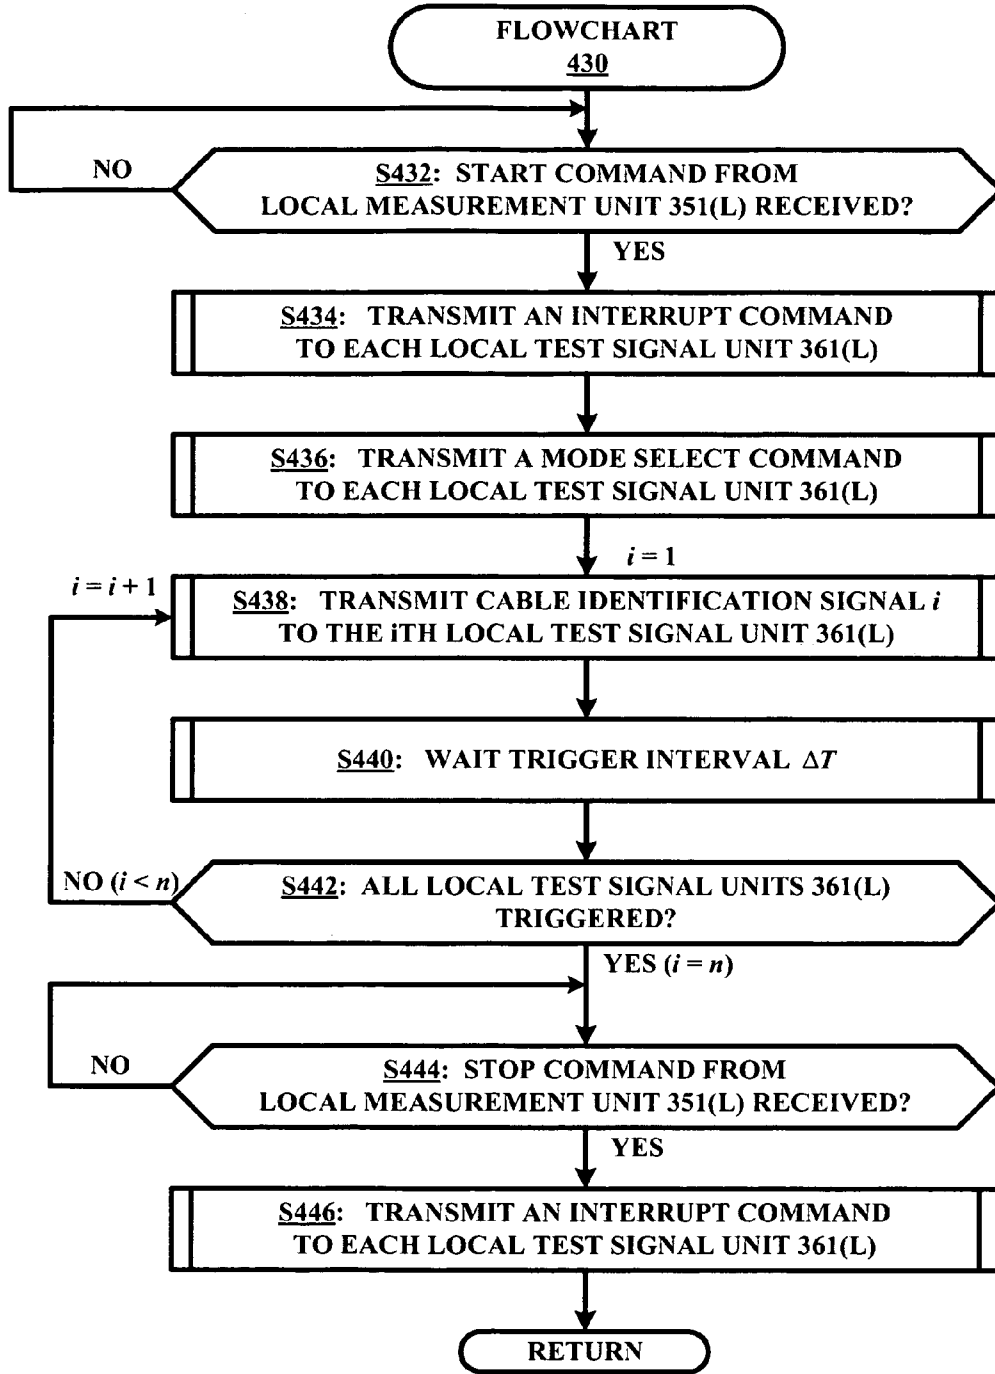 FLOWCHART
430
NO
S432: START COMMAND FROM
LOCAL MEASUREMENT UNIT 351(L) RECEIVED?
YES
S434: TRANSMIT AN INTERRUPT COMMAND
TO EACH LOCAL TEST SIGNAL UNIT 361(L)
S436: TRANSMIT A MODE SELECT COMMAND
TO EACH LOCAL TEST SIGNAL UNIT 361(L)
i = 1
i = i + 1
S438: TRANSMIT CABLE IDENTIFICATION SIGNAL i
TO THE iTH LOCAL TEST SIGNAL UNIT 361(L)
S440: WAIT TRIGGER INTERVAL ΔT
NO (i < n)
S442: ALL LOCAL TEST SIGNAL UNITS 361(L)
TRIGGERED?
YES (i = n)
NO
S444: STOP COMMAND FROM
LOCAL MEASUREMENT UNIT 351(L) RECEIVED?
YES
S446: TRANSMIT AN INTERRUPT COMMAND
TO EACH LOCAL TEST SIGNAL UNIT 361(L)
RETURN